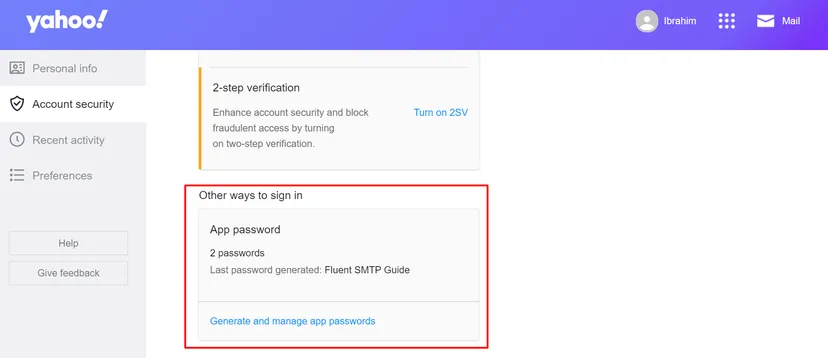 yahoo!
Ibrahim
Mail
Personal info
Account security
Recent activity
Preferences
Help
Give feedback
2-step verification
Enhance account security and block
fraudulent access by turning
on two-step verification.
Turn on 2SV
Other ways to sign in
App password
2 passwords
Last password generated: Fluent SMTP Guide
Generate and manage app passwords